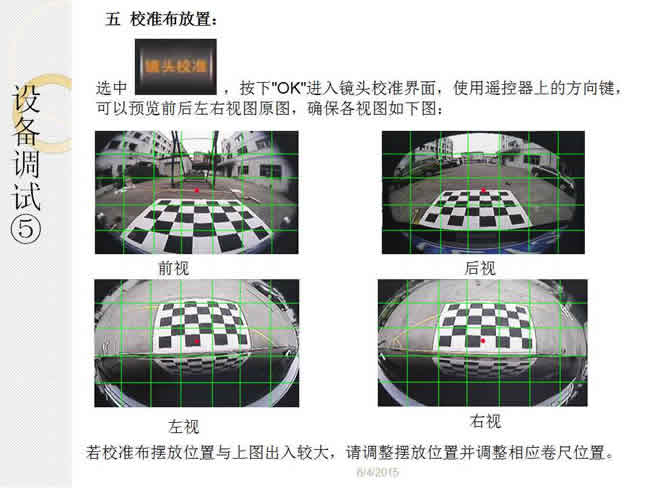 五 校准布放置：
设备调试⑤
选中 镜头校准 ，按下"OK"进入镜头校准界面，使用遥控器上的方向键，
可以预览前后左右视图原图，确保各视图如下图：
前视
后视
左视
右视
若校准布摆放位置与上图出入较大，请调整摆放位置并调整相应卷尺位置。
6/4/2015